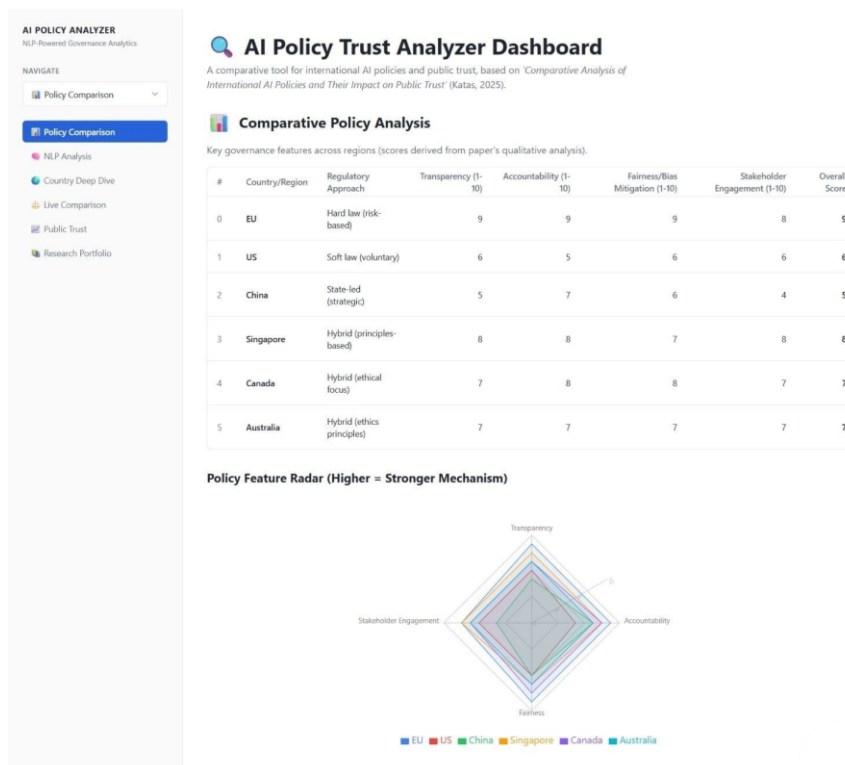 AI POLICY ANALYZER
NLP-Powered Governance Analytics
NAVIGATE
Policy Comparison
Policy Comparison
NLP Analysis
Country Deep Dive
Live Comparison
Public Trust
Research Portfolio
AI Policy Trust Analyzer Dashboard
A comparative tool for international AI policies and public trust, based on 'Comparative Analysis of
International AI Policies and Their Impact on Public Trust' (Katas, 2025).
Comparative Policy Analysis
Key governance features across regions (scores derived from paper's qualitative analysis).
# Country/Region Regulatory Approach Transparency (1-10) Accountability (1-10) Fairness/Bias Mitigation (1-10) Stakeholder Engagement (1-10) Overall Score
0 EU Hard law (risk-based) 9 9 9 8
1 US Soft law (voluntary) 6 5 6 6
2 China State-led (strategic) 5 7 6 4
3 Singapore Hybrid (principles-based) 8 8 7 8
4 Canada Hybrid (ethical focus) 7 8 8 7
5 Australia Hybrid (ethics principles) 7 7 7 7
Policy Feature Radar (Higher = Stronger Mechanism)
Transparency
Stakeholder Engagement
Accountability
Fairness
EU US China Singapore Canada Australia